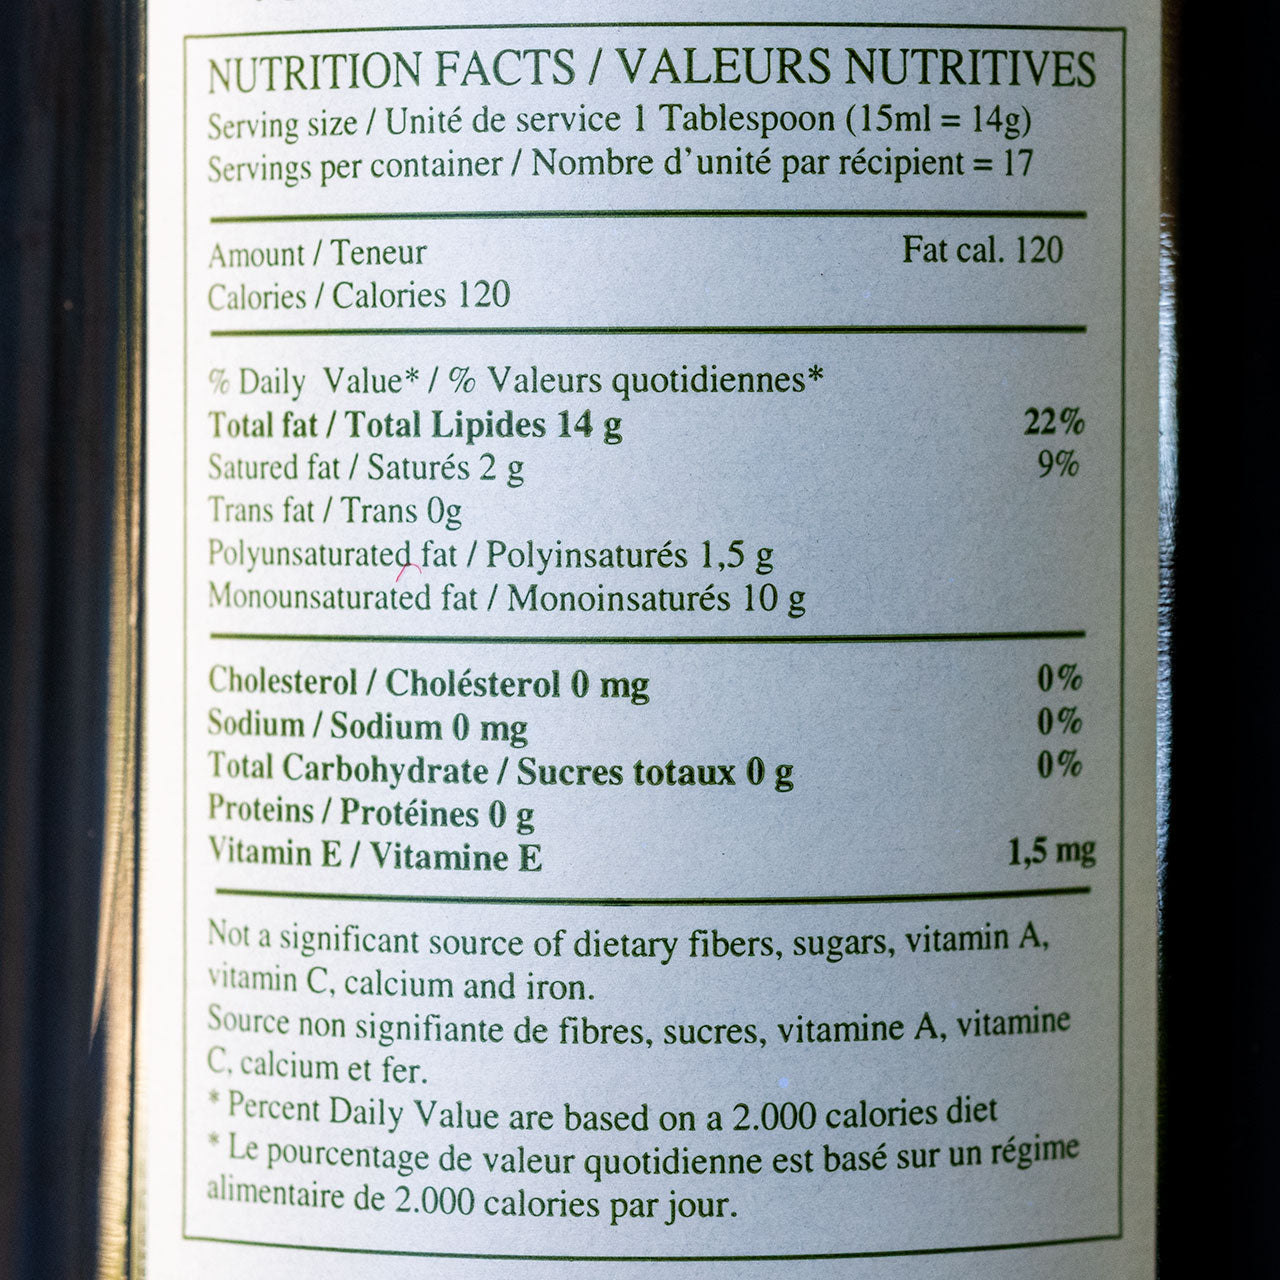 NUTRITION FACTS / VALEURS NUTRITIVES
Serving size / Unité de service 1 Tablespoon (15ml = 14g)
Servings per container / Nombre d'unité par récipient = 17
Amount / Teneur Fat cal. 120
Calories / Calories 120
% Daily Value* / % Valeurs quotidiennes*
Total fat / Total Lipides 14 g 22%
Satured fat / Saturés 2 g 9%
Trans fat / Trans 0g
Polyunsaturated fat / Polyinsaturés 1,5 g
Monounsaturated fat / Monoinsaturés 10 g
Cholesterol / Choléster​ol 0 mg 0%
Sodium / Sodium 0 mg 0%
Total Carbohydrate / Sucres totaux 0 g 0%
Proteins / Protéines 0 g
Vitamin E / Vitamine E 1,5 mg
Not a significant source of dietary fibers, sugars, vitamin A,
vitamin C, calcium and iron.
Source non signifiante de fibres, sucres, vitamine A, vitamine
C, calcium et fer.
* Percent Daily Value are based on a 2.000 calories diet
* Le pourcentage de valeur quotidienne est basé sur un régime
alimentaire de 2.000 calories par jour.